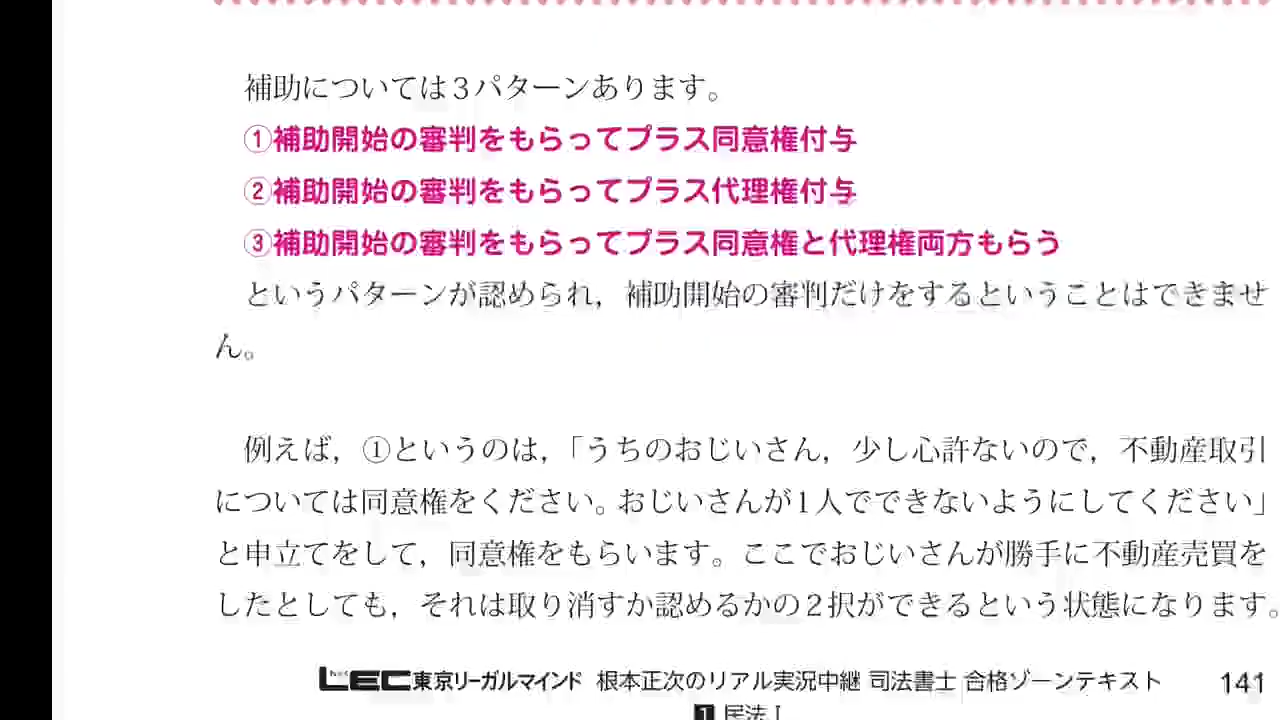 補助については3パターンあります。
①補助開始の審判をもらってプラス同意権付与
②補助開始の審判をもらってプラス代理権付与
③補助開始の審判をもらってプラス同意権と代理権両方もらう
というパターンが認められ，補助開始の審判だけをするということはできませ
ん。
例えば，①というのは，「うちのおじいさん，少し心許ないので，不動産取引
については同意権をください。おじいさんが1人でできないようにしてください」
と申立てをして，同意権をもらいます。ここでおじいさんが勝手に不動産売買を
したとしても，それは取り消すか認めるかの2択ができるという状態になります。
LEC東京リーガルマインド 根本正次のリアル実況中継 司法書士 合格ゾーンテキスト 141
1 民法Ⅰ